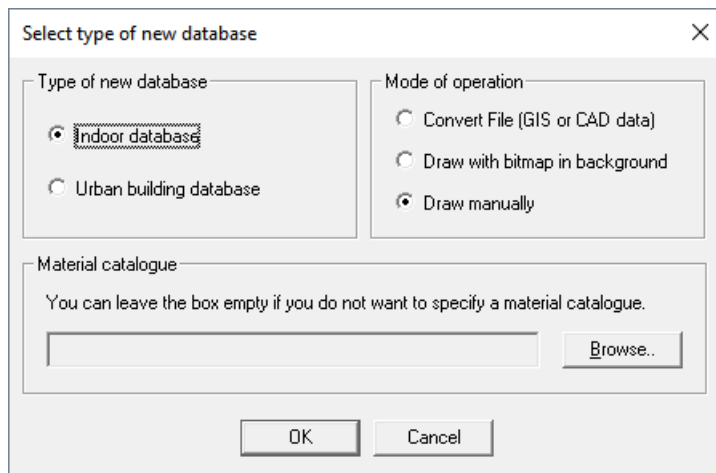 Select type of new database
Type of new database
Indoor database
Urban building database
Mode of operation
Convert File (GIS or CAD data)
Draw with bitmap in background
Draw manually
Material catalogue
You can leave the box empty if you do not want to specify a material catalogue.
Browse..
OK
Cancel